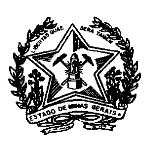 LIBERTAS QUAE SERA TAMEN
ESTADO DE MINAS GERAIS